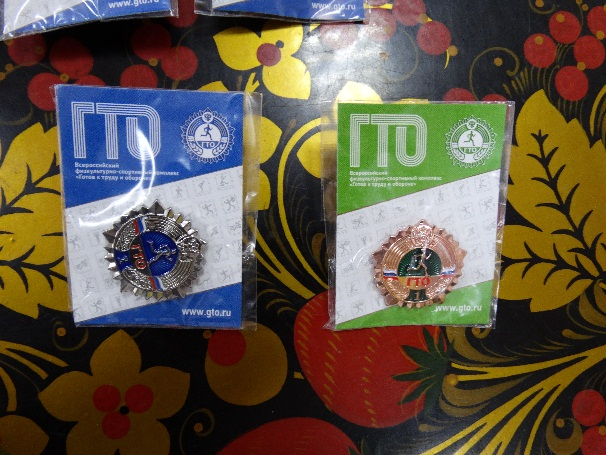 www.gto.ru
www.gto.ru
ГТО
ГТО
Всероссийский
физкультурно-спортивный комплекс
«Готов к труду и обороне»
www.gto.ru
ГТО
ГТО
Всероссийский
физкультурно-спортивный комплекс
«Готов к труду и обороне»
ГТО
www.gto.ru